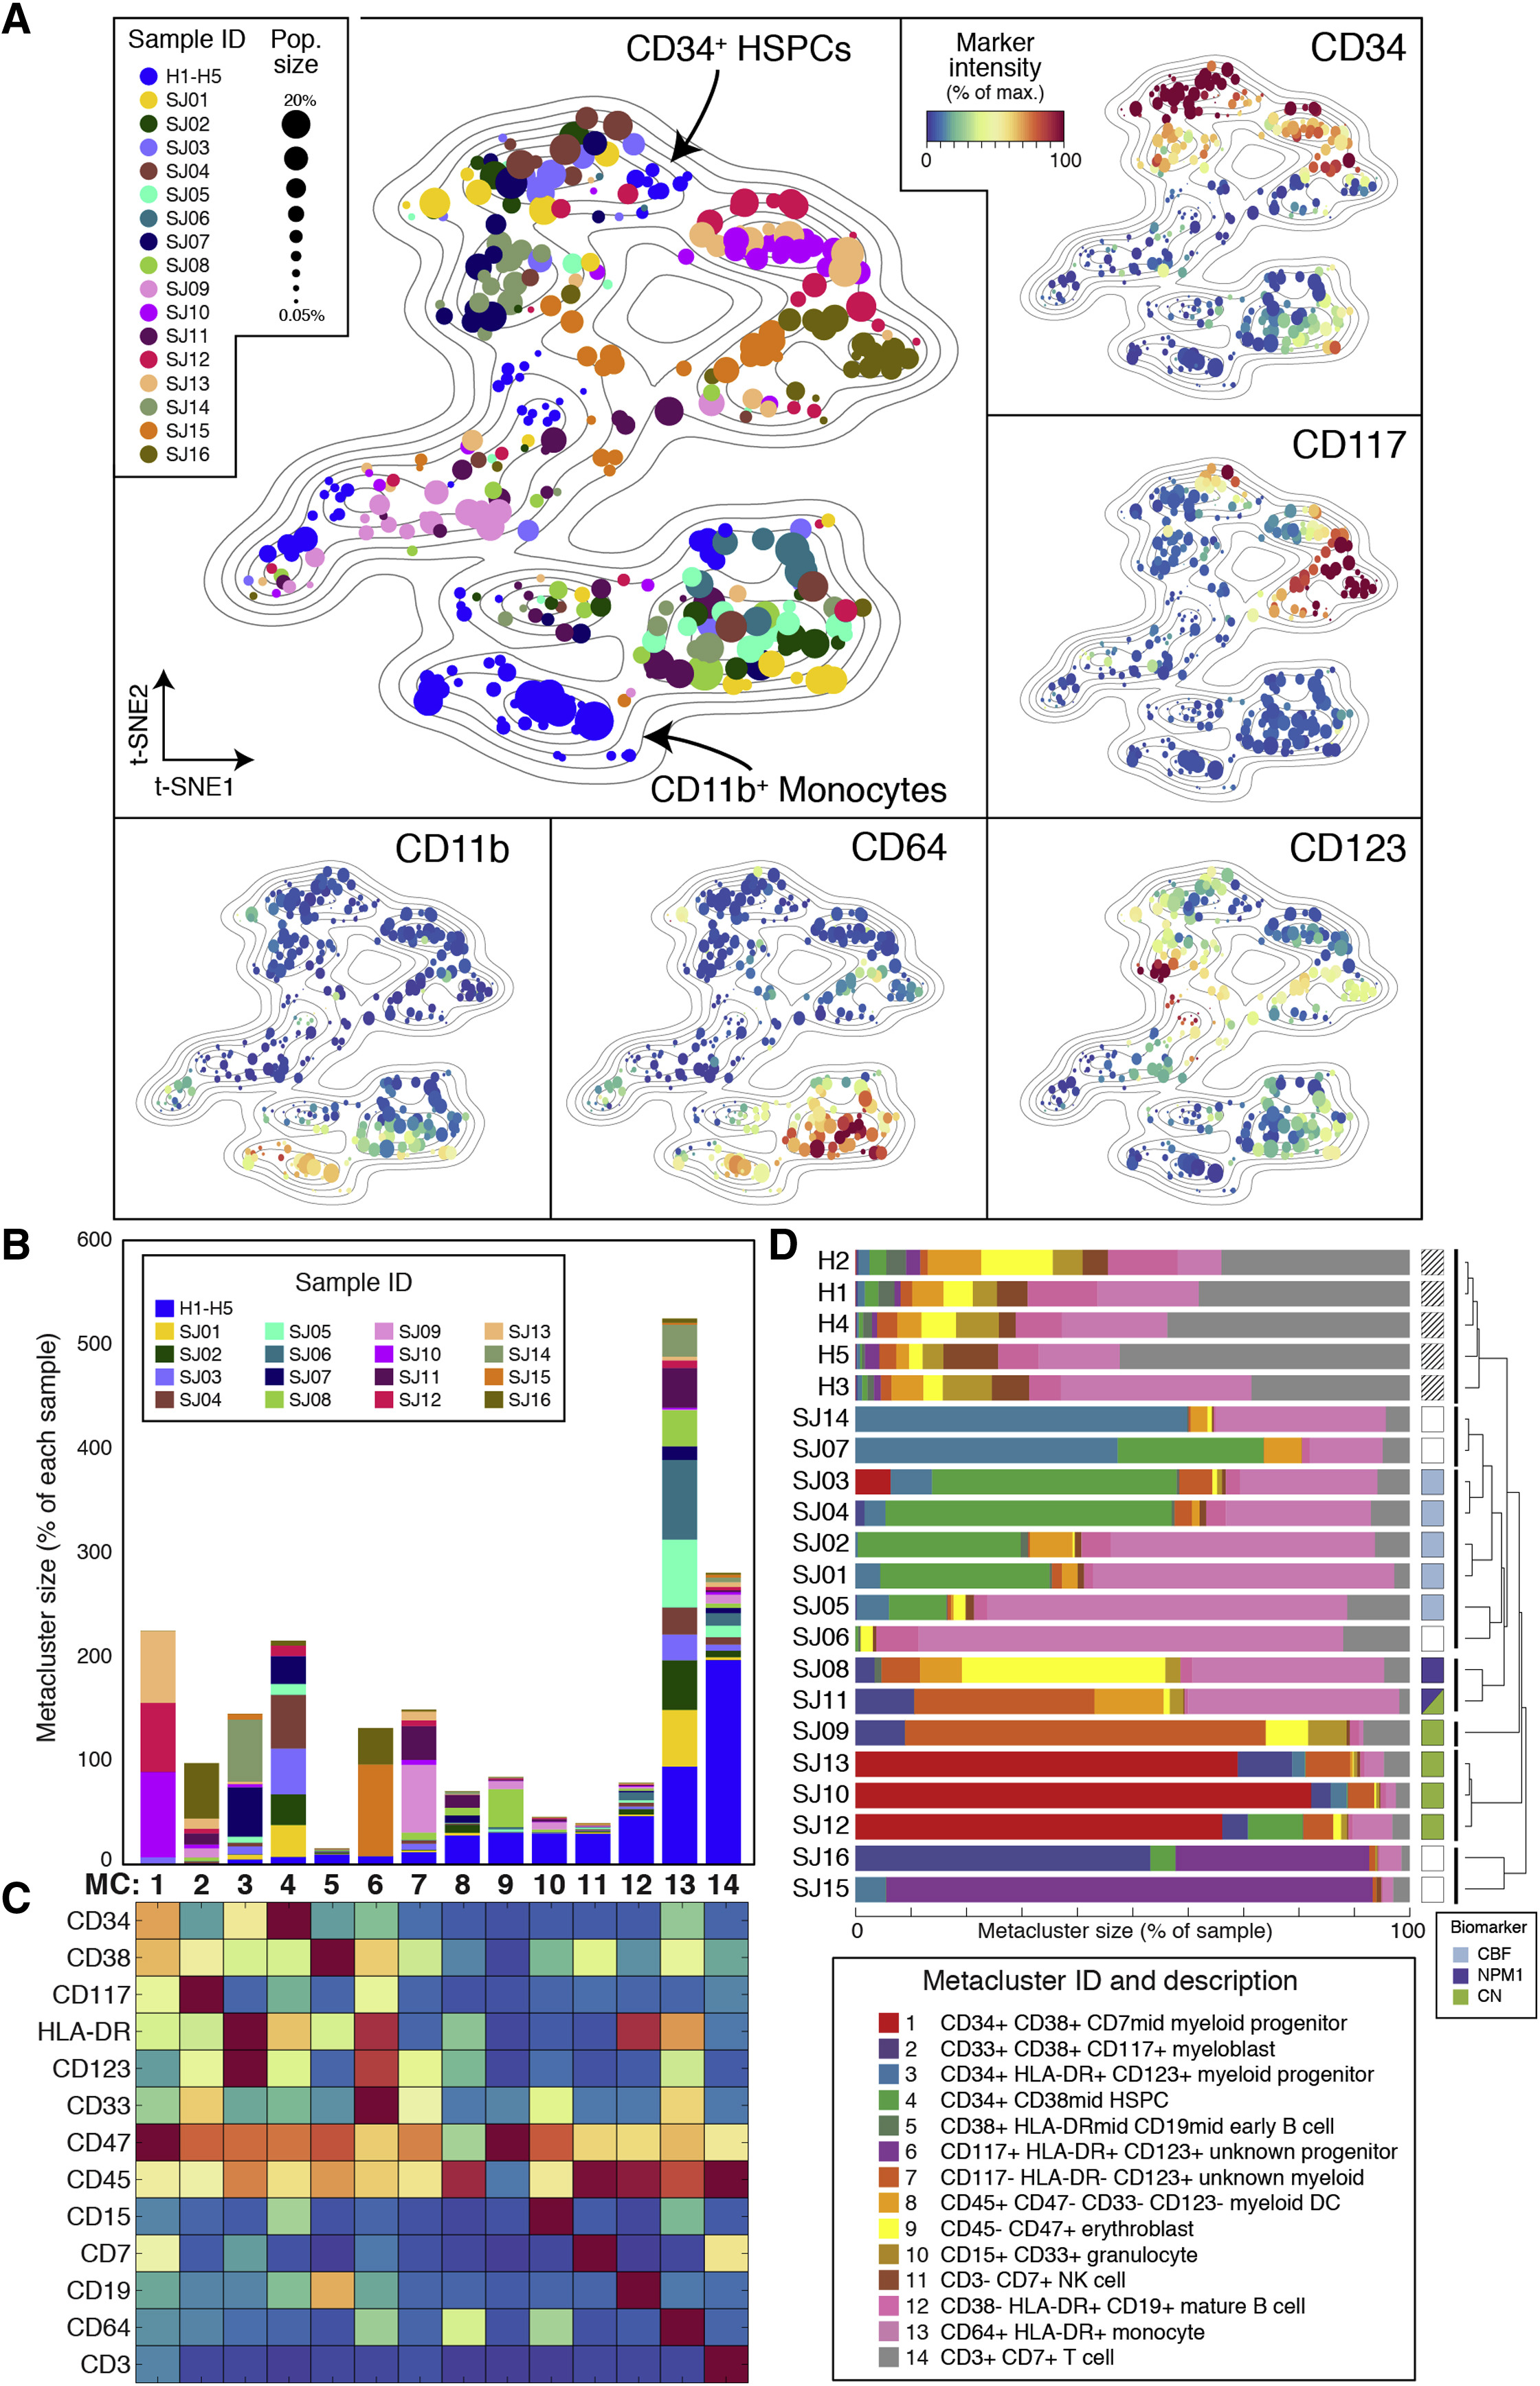 A
Sample ID
Pop. size
H1-H5
SJ01
SJ02
SJ03
SJ04
SJ05
SJ06
SJ07
SJ08
SJ09
SJ10
SJ11
SJ12
SJ13
SJ14
SJ15
SJ16
20%
0.05%
CD34+ HSPCs
CD11b+ Monocytes
t-SNE2
t-SNE1
Marker
intensity
(% of max.)
0 100
CD34
CD117
CD11b
CD64
CD123
B
600
500
400
300
200
100
0
Metacluster size (% of each sample)
Sample ID
H1-H5
SJ01 SJ05 SJ09 SJ13
SJ02 SJ06 SJ10 SJ14
SJ03 SJ07 SJ11 SJ15
SJ04 SJ08 SJ12 SJ16
MC: 1 2 3 4 5 6 7 8 9 10 11 12 13 14
C
CD34
CD38
CD117
HLA-DR
CD123
CD33
CD47
CD45
CD15
CD7
CD19
CD64
CD3
D
H2
H1
H4
H5
H3
SJ14
SJ07
SJ03
SJ04
SJ02
SJ01
SJ05
SJ06
SJ08
SJ11
SJ09
SJ13
SJ10
SJ12
SJ16
SJ15
0 Metacluster size (% of sample) 100
Biomarker
CBF
NPM1
CN
Metacluster ID and description
1 CD34+ CD38+ CD7mid myeloid progenitor
2 CD33+ CD38+ CD117+ myeloblast
3 CD34+ HLA-DR+ CD123+ myeloid progenitor
4 CD34+ CD38mid HSPC
5 CD38+ HLA-DRmid CD19mid early B cell
6 CD117+ HLA-DR+ CD123+ unknown progenitor
7 CD117- HLA-DR- CD123+ unknown myeloid
8 CD45+ CD47- CD33- CD123- myeloid DC
9 CD45- CD47+ erythroblast
10 CD15+ CD33+ granulocyte
11 CD3- CD7+ NK cell
12 CD38- HLA-DR+ CD19+ mature B cell
13 CD64+ HLA-DR+ monocyte
14 CD3+ CD7+ T cell